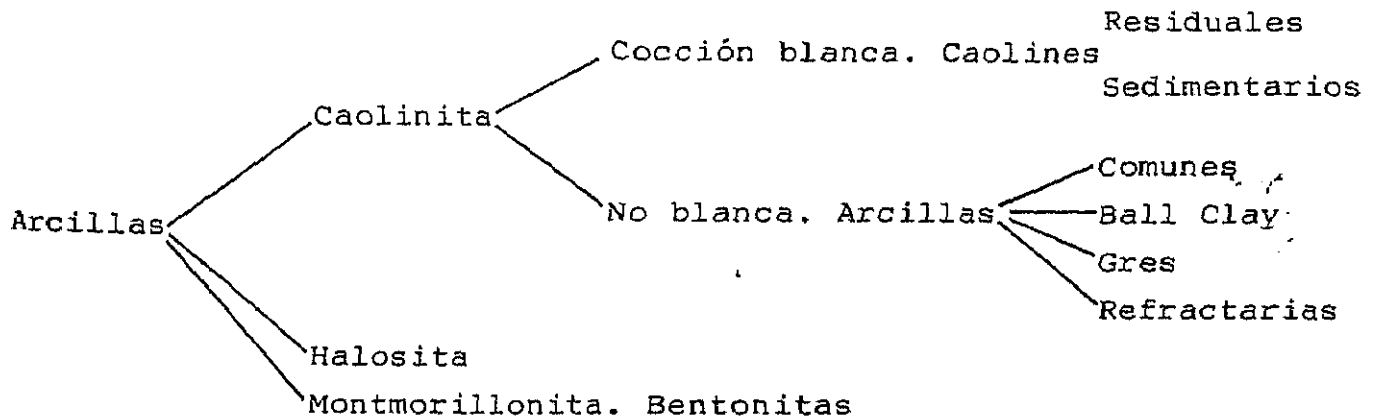 Residuales
Cocción blanca. Caolines
Sedimentarios
Caolinita
Comunes
No blanca. Arcillas
Ball Clay
Arcillas
Gres
Refractarias
Halosita
Montmorillonita. Bentonitas